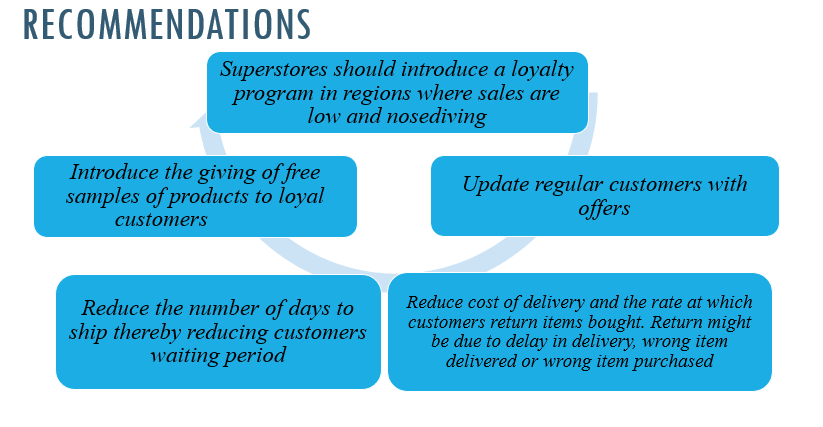 RECOMMENDATIONS
Superstores should introduce a loyalty
program in regions where sales are
low and nosediving
Update regular customers with
offers
Reduce cost of delivery and the rate at which
customers return items bought. Return might
be due to delay in delivery, wrong item
delivered or wrong item purchased
Reduce the number of days to
ship thereby reducing customers
waiting period
Introduce the giving of free
samples of products to loyal
customers